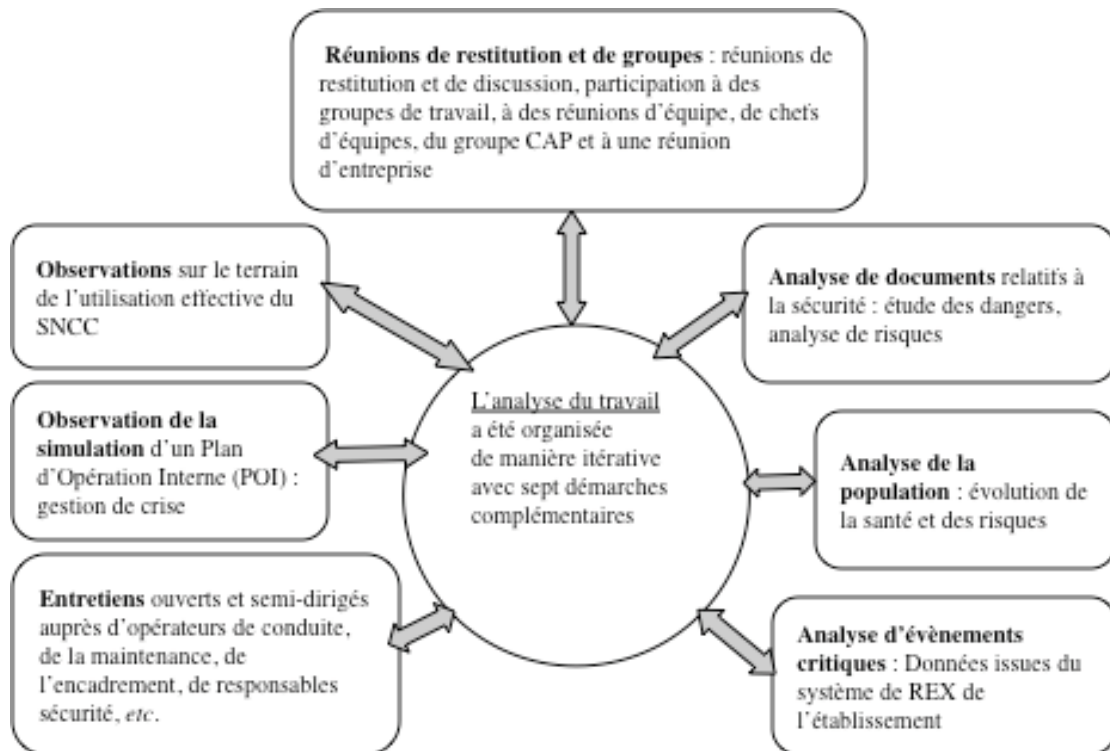 Réunions de restitution et de groupes : réunions de
restitution et de discussion, participation à des
groupes de travail, à des réunions d'équipe, de chefs
d'équipes, du groupe CAP et à une réunion
d'entreprise
Observations sur le terrain
de l'utilisation effective du
SNCC
Analyse de documents relatifs à
la sécurité : étude des dangers,
analyse de risques
L'analyse du travail
a été organisée
de manière itérative
avec sept démarches
complémentaires
Observation de la
simulation d'un Plan
d'Opération Interne (POI) :
gestion de crise
Analyse de la
population : évolution de
la santé et des risques
Entretiens ouverts et semi-dirigés
auprès d'opérateurs de conduite,
de la maintenance, de
l'encadrement, de responsables
sécurité, etc.
Analyse d'évènements
critiques : Données issues du
système de REX de
l'établissement